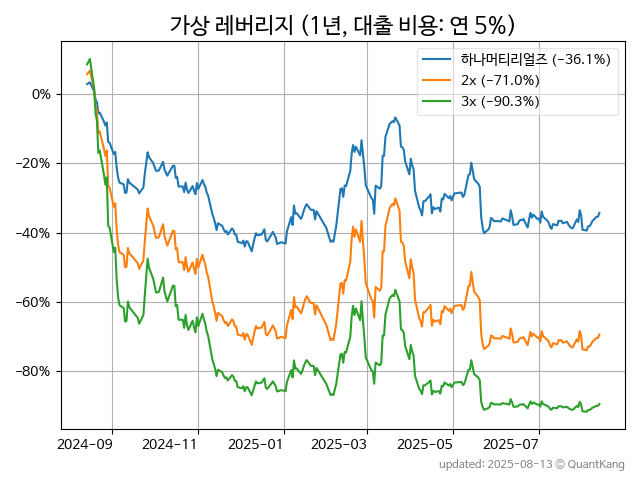 가상 레버리지 (1년, 대출 비용: 연 5%)
하나머티리얼즈 (−36.1%)
2x (−71.0%)
3x (−90.3%)
0%
−20%
−40%
−60%
−80%
2024-09 2024-11 2025-01 2025-03 2025-05 2025-07
updated: 2025-08-13 © QuantKang